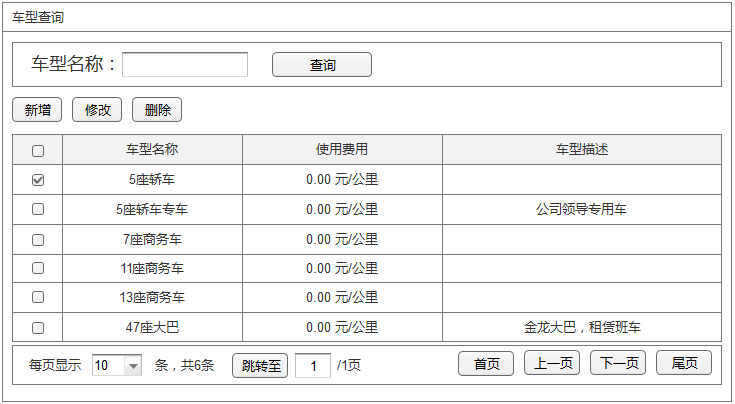 车型查询
车型名称： 查询
新增 修改 删除
车型名称 使用费用 车型描述
5座轿车 0.00 元/公里
5座轿车专车 0.00 元/公里 公司领导专用车
7座商务车 0.00 元/公里
11座商务车 0.00 元/公里
13座商务车 0.00 元/公里
47座大巴 0.00 元/公里 金龙大巴，租赁班车
每页显示 10 条，共6条 跳转至 1 /1页 首页 上一页 下一页 尾页